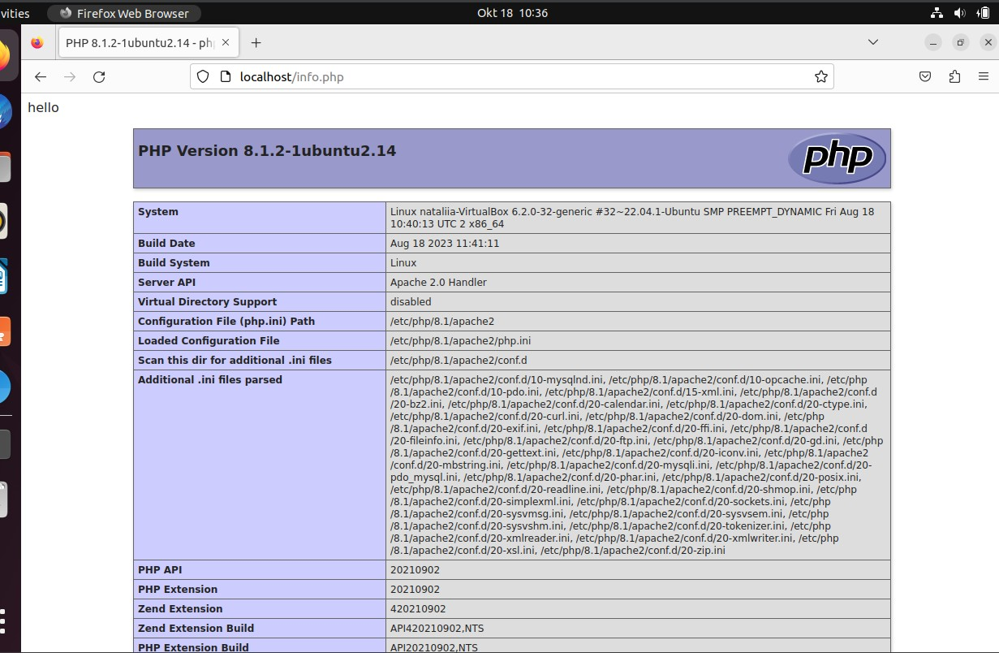 vities Firefox Web Browser Okt 18 10:36
PHP 8.1.2-1ubuntu2.14 - ph
localhost/info.php
hello
PHP Version 8.1.2-1ubuntu2.14 php
System Linux nataliia-VirtualBox 6.2.0-32-generic #32~22.04.1-Ubuntu SMP PREEMPT_DYNAMIC Fri Aug 18
10:40:13 UTC 2 x86_64
Build Date Aug 18 2023 11:41:11
Build System Linux
Server API Apache 2.0 Handler
Virtual Directory Support disabled
Configuration File (php.ini) Path /etc/php/8.1/apache2
Loaded Configuration File /etc/php/8.1/apache2/php.ini
Scan this dir for additional .ini files /etc/php/8.1/apache2/conf.d
Additional .ini files parsed /etc/php/8.1/apache2/conf.d/10-mysqlnd.ini, /etc/php/8.1/apache2/conf.d/10-opcache.ini, /etc/php
/8.1/apache2/conf.d/10-pdo.ini, /etc/php/8.1/apache2/conf.d/15-xml.ini, /etc/php/8.1/apache2/conf.d
/20-bz2.ini, /etc/php/8.1/apache2/conf.d/20-calendar.ini, /etc/php/8.1/apache2/conf.d/20-ctype.ini,
/etc/php/8.1/apache2/conf.d/20-curl.ini, /etc/php/8.1/apache2/conf.d/20-dom.ini, /etc/php
/8.1/apache2/conf.d/20-exif.ini, /etc/php/8.1/apache2/conf.d/20-ffi.ini, /etc/php/8.1/apache2/conf.d
/20-fileinfo.ini, /etc/php/8.1/apache2/conf.d/20-ftp.ini, /etc/php/8.1/apache2/conf.d/20-gd.ini, /etc/php
/8.1/apache2/conf.d/20-gettext.ini, /etc/php/8.1/apache2/conf.d/20-iconv.ini, /etc/php/8.1/apache2
/conf.d/20-mbstring.ini, /etc/php/8.1/apache2/conf.d/20-mysqli.ini, /etc/php/8.1/apache2/conf.d/20-
pdo_mysql.ini, /etc/php/8.1/apache2/conf.d/20-phar.ini, /etc/php/8.1/apache2/conf.d/20-posix.ini,
/etc/php/8.1/apache2/conf.d/20-readline.ini, /etc/php/8.1/apache2/conf.d/20-shmop.ini, /etc/php
/8.1/apache2/conf.d/20-simplexml.ini, /etc/php/8.1/apache2/conf.d/20-sockets.ini, /etc/php
/8.1/apache2/conf.d/20-sysvmsg.ini, /etc/php/8.1/apache2/conf.d/20-sysvsem.ini, /etc/php
/8.1/apache2/conf.d/20-sysvshm.ini, /etc/php/8.1/apache2/conf.d/20-tokenizer.ini, /etc/php
/8.1/apache2/conf.d/20-xmlreader.ini, /etc/php/8.1/apache2/conf.d/20-xmlwriter.ini, /etc/php
/8.1/apache2/conf.d/20-xsl.ini, /etc/php/8.1/apache2/conf.d/20-zip.ini
PHP API 20210902
PHP Extension 20210902
Zend Extension 420210902
Zend Extension Build API420210902,NTS
PHP Extension Build API20210902,NTS